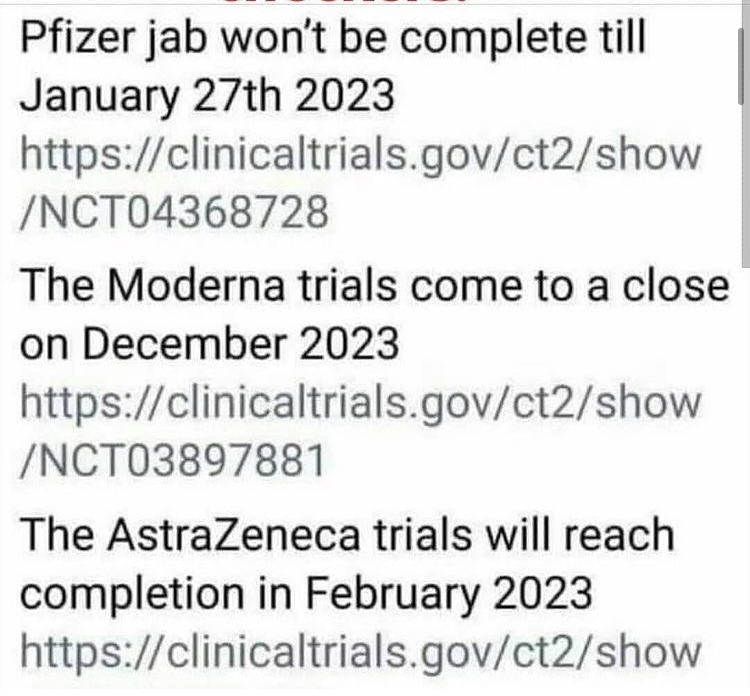 Pfizer jab won't be complete till
January 27th 2023
https://clinicaltrials.gov/ct2/show
/NCT04368728
The Moderna trials come to a close
on December 2023
https://clinicaltrials.gov/ct2/show
/NCT03897881
The AstraZeneca trials will reach
completion in February 2023
https://clinicaltrials.gov/ct2/show